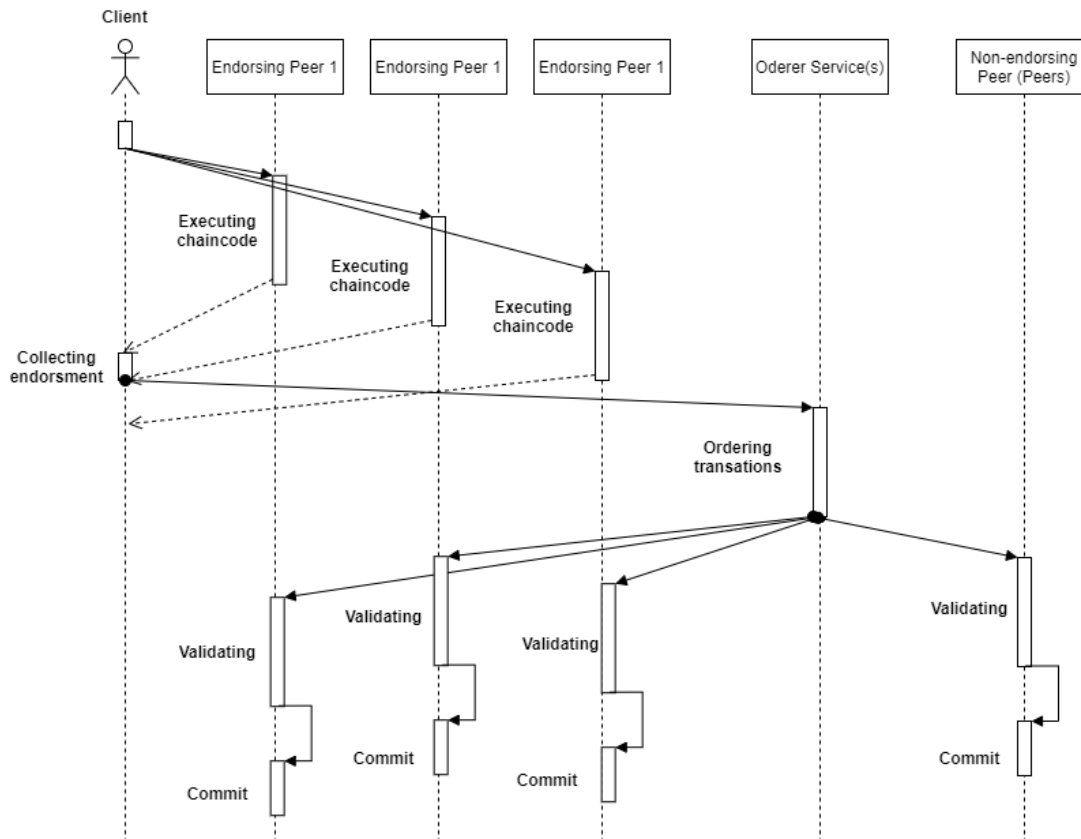 Client
Endorsing Peer 1
Endorsing Peer 1
Endorsing Peer 1
Oderer Service(s)
Non-endorsing
Peer (Peers)
Executing
chaincode
Executing
chaincode
Executing
chaincode
Collecting
endorsment
Ordering
transations
Validating
Validating
Validating
Validating
Commit
Commit
Commit
Commit